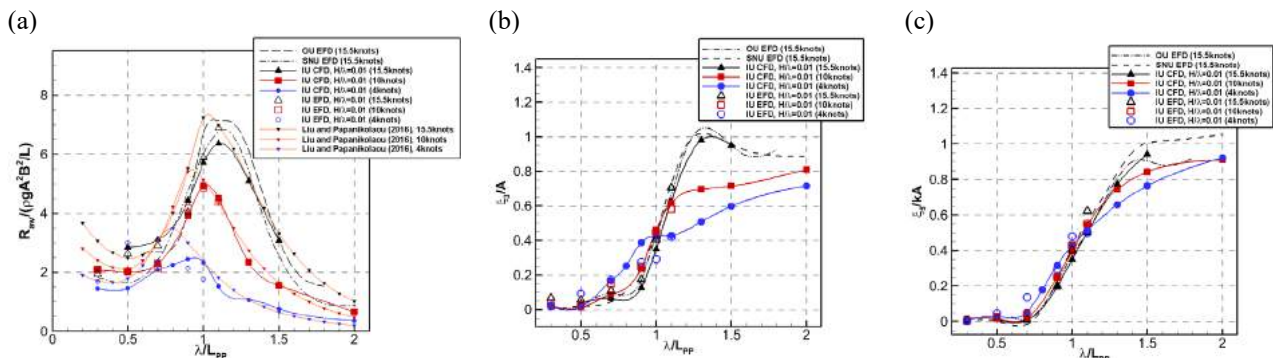 (a)
OU EFD (15.5knots)
SNU EFD (15.5knots)
IU CFD, H/λ=0.01 (15.5knots)
IU CFD, H/λ=0.01 (10knots)
IU CFD, H/λ=0.01 (4knots)
IU EFD, H/λ=0.01 (15.5knots)
IU EFD, H/λ=0.01 (10knots)
IU EFD, H/λ=0.01 (4knots)
Liu and Papanikolaou (2016), 15.5knots
Liu and Papanikolaou (2016), 10knots
Liu and Papanikolaou (2016), 4knots
8
6
4
2
0
/(ρgA²B²/L)
0 0.5 1 1.5 2
λ/L_PP
(b)
OU EFD (15.5knots)
SNU EFD (15.5knots)
IU CFD, H/λ=0.01 (15.5knots)
IU CFD, H/λ=0.01 (10knots)
IU CFD, H/λ=0.01 (4knots)
IU EFD, H/λ=0.01 (15.5knots)
IU EFD, H/λ=0.01 (10knots)
IU EFD, H/λ=0.01 (4knots)
1.4
1.2
1
0.8
0.6
0.4
0.2
0
ξ₃/A
0.5 1 1.5 2
λ/L_PP
(c)
OU EFD (15.5knots)
SNU EFD (15.5knots)
IU CFD, H/λ=0.01 (15.5knots)
IU CFD, H/λ=0.01 (10knots)
IU CFD, H/λ=0.01 (4knots)
IU EFD, H/λ=0.01 (15.5knots)
IU EFD, H/λ=0.01 (10knots)
IU EFD, H/λ=0.01 (4knots)
1.4
1.2
1
0.8
0.6
0.4
0.2
0
ξ₅/kA
0.5 1 1.5 2
λ/L_PP